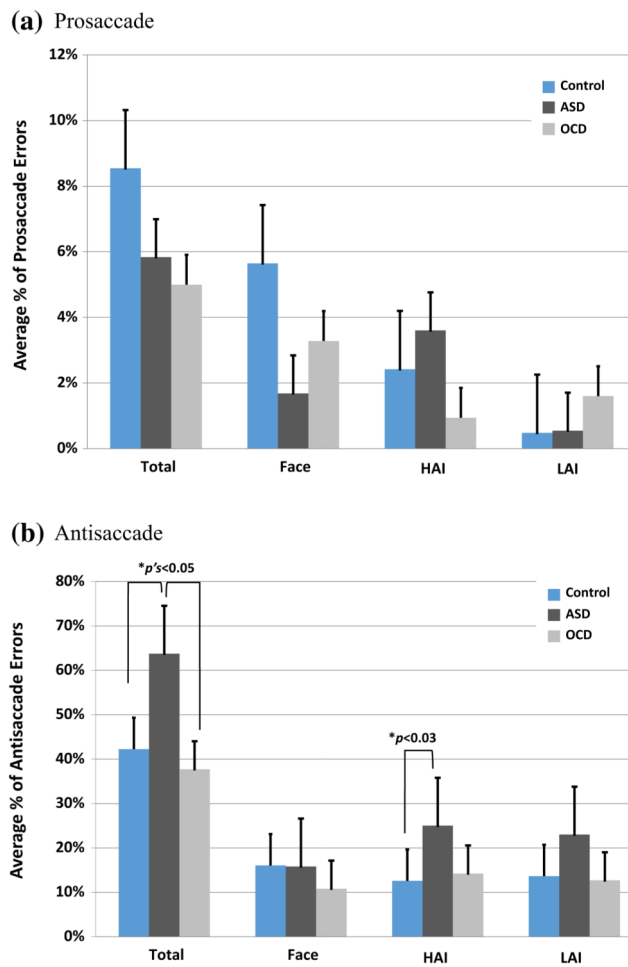 (a) Prosaccade
12%
10%
8%
6%
4%
2%
0%
Average % of Prosaccade Errors
Control
ASD
OCD
Total Face HAI LAI
(b) Antisaccade
*p's<0.05
80%
70%
60%
50%
40%
30%
20%
10%
0%
Average % of Antisaccade Errors
Control
ASD
OCD
*p<0.03
Total Face HAI LAI